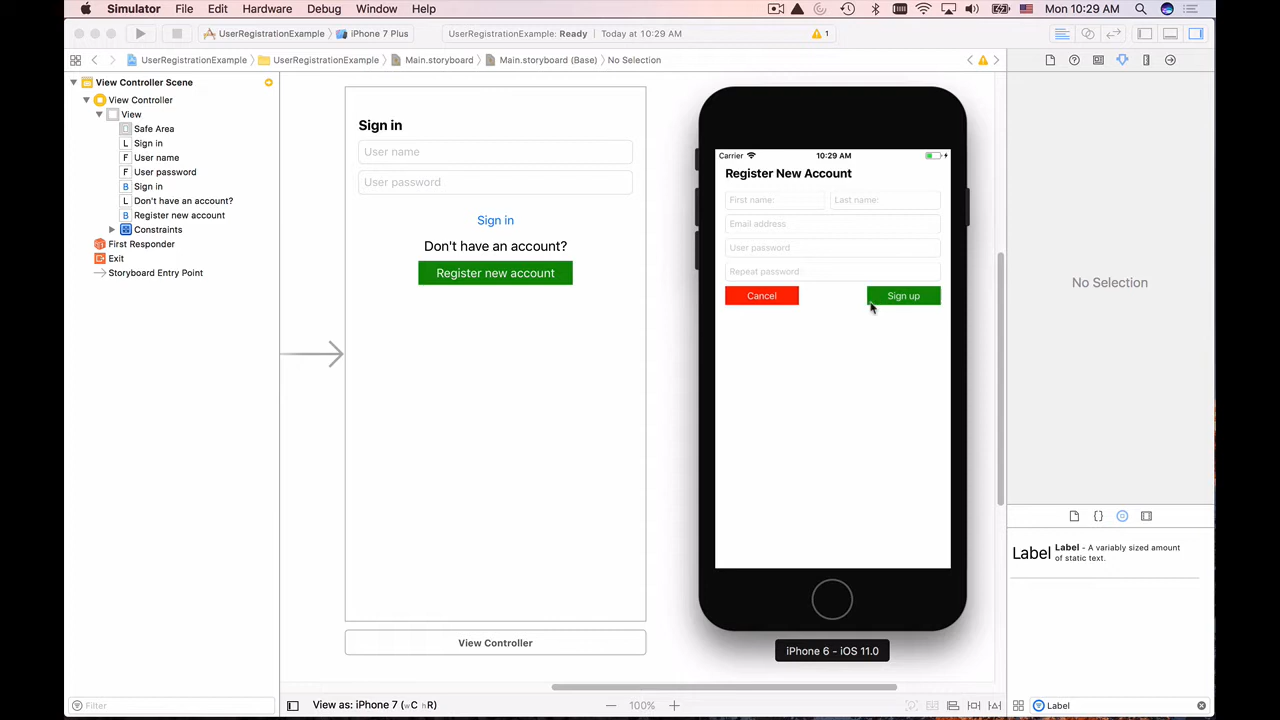 Simulator File Edit Hardware Debug Window Help Mon 10:29 AM
UserRegistrationExample iPhone 7 Plus UserRegistrationExample: Ready Today at 10:29 AM 1
UserRegistrationExample UserRegistrationExample Main.storyboard Main.storyboard (Base) No Selection
View Controller Scene
View Controller
View
Safe Area
L Sign in
F User name
F User password
B Sign in
L Don't have an account?
B Register new account
Constraints
First Responder
Exit
Storyboard Entry Point
Filter
Sign in
User name
User password
Sign in
Don't have an account?
Register new account
View Controller
View as: iPhone 7 (wC hR)
100%
Carrier 10:29 AM
Register New Account
First name: Last name:
Email address
User password
Repeat password
Cancel Sign up
iPhone 6 - iOS 11.0
No Selection
Label Label - A variably sized amount
of static text.
Label